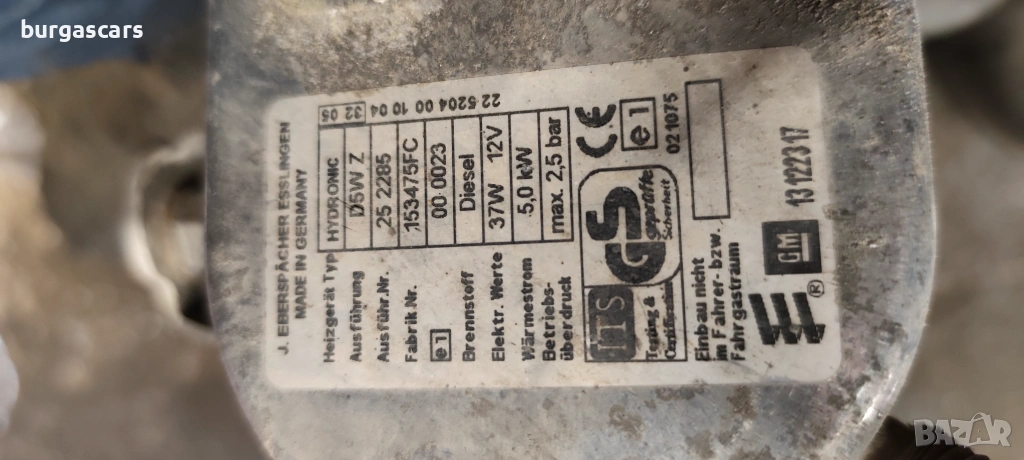 burgascars
J. EBERSPÄCHER ESSLINGEN
MADE IN GERMANY
Heizgerät Typ HYDRONIC 32 05
Ausführung D5W Z
Ausführ.Nr. 25 2285
Fabrik Nr. 153475FC
e1 00 0023
Brennstoff Diesel
Elektr. Werte 37W 12V
Wärmestrom 5,0 kW
Betriebs-
überdruck max. 2,5 bar
22 5204 00 10 04
ITS
Testing &
Certification
GS
geprüfte
Sicherheit
CE
e1
021075
Einbau nicht
im Fahrer-bzw.
Fahrgastraum
GM
13122317
®
BAZAR